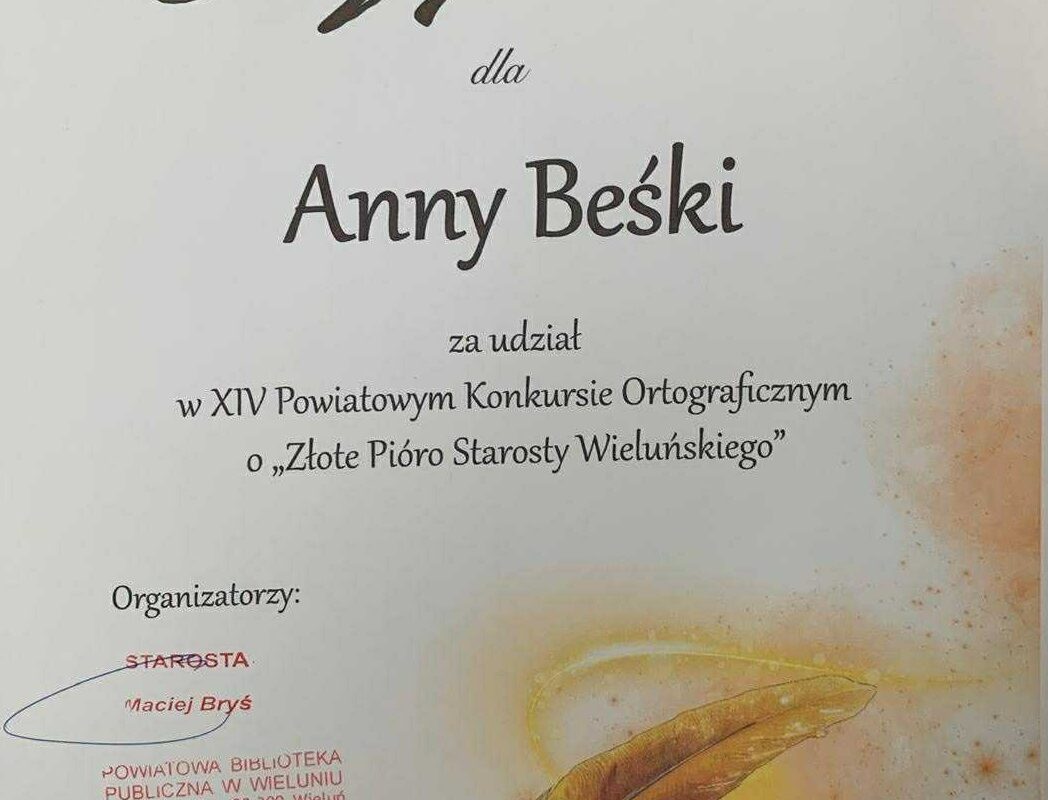 dla
Anny Beśki
za udział
w XIV Powiatowym Konkursie Ortograficznym
o „Złote Pióro Starosty Wieluńskiego”
Organizatorzy:
STAROSTA
Maciej Bryś
POWIATOWA BIBLIOTEKA
PUBLICZNA W WIELUNIU
Wieluń